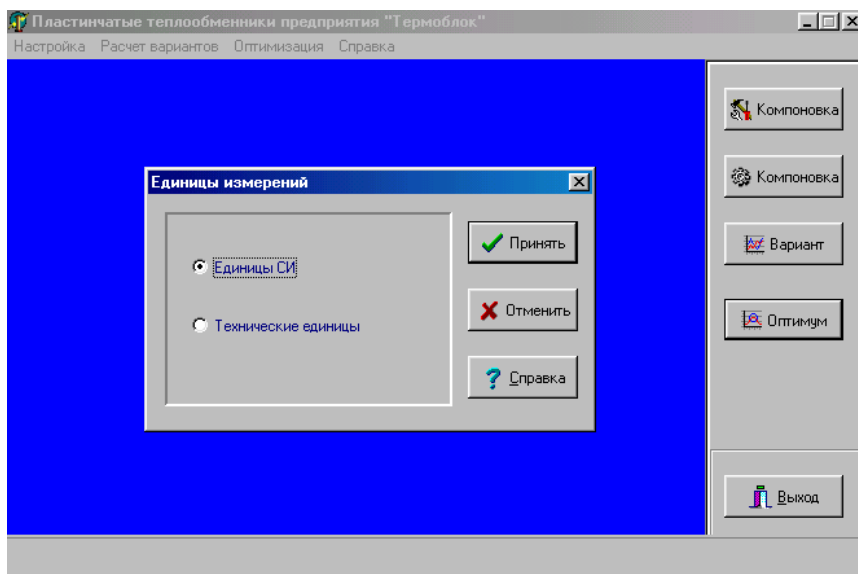 Пластинчатые теплообменники предприятия "Термоблок"
Настройка Расчет вариантов Оптимизация Справка
Компоновка
Компоновка
Вариант
Оптимум
Выход
Единицы измерений
Единицы СИ
Технические единицы
Принять
Отменить
Справка